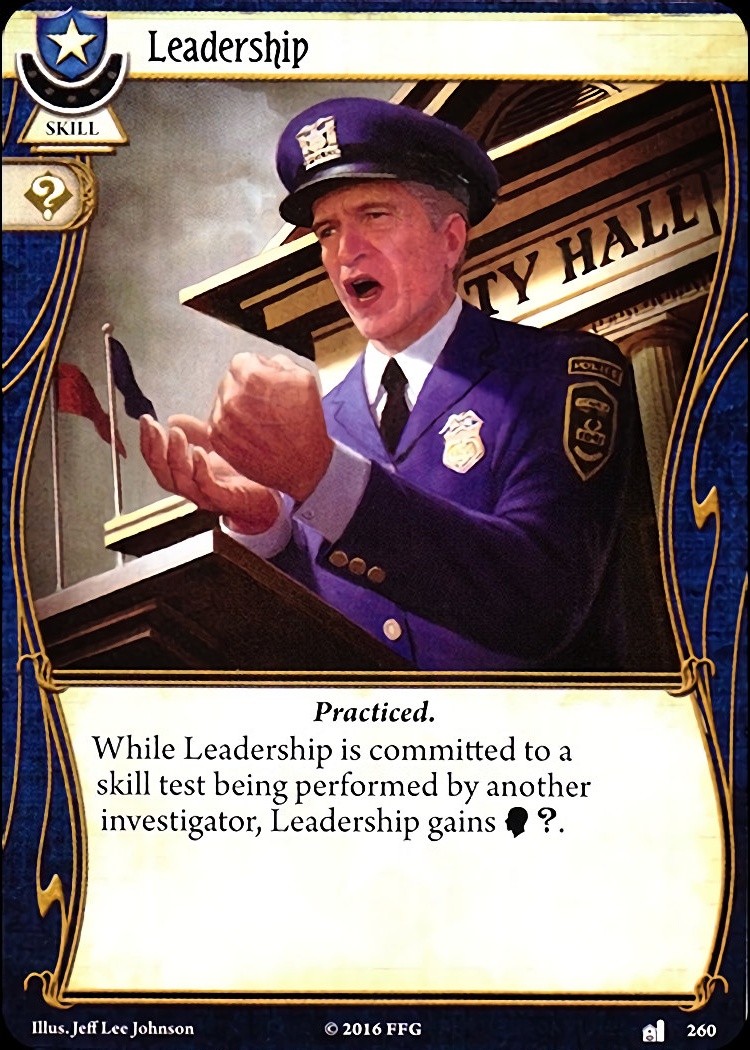 Leadership
SKILL
?
TY HALL
POLICE
Practiced.
While Leadership is committed to a
skill test being performed by another
investigator, Leadership gains ?.
Illus. Jeff Lee Johnson
© 2016 FFG
260